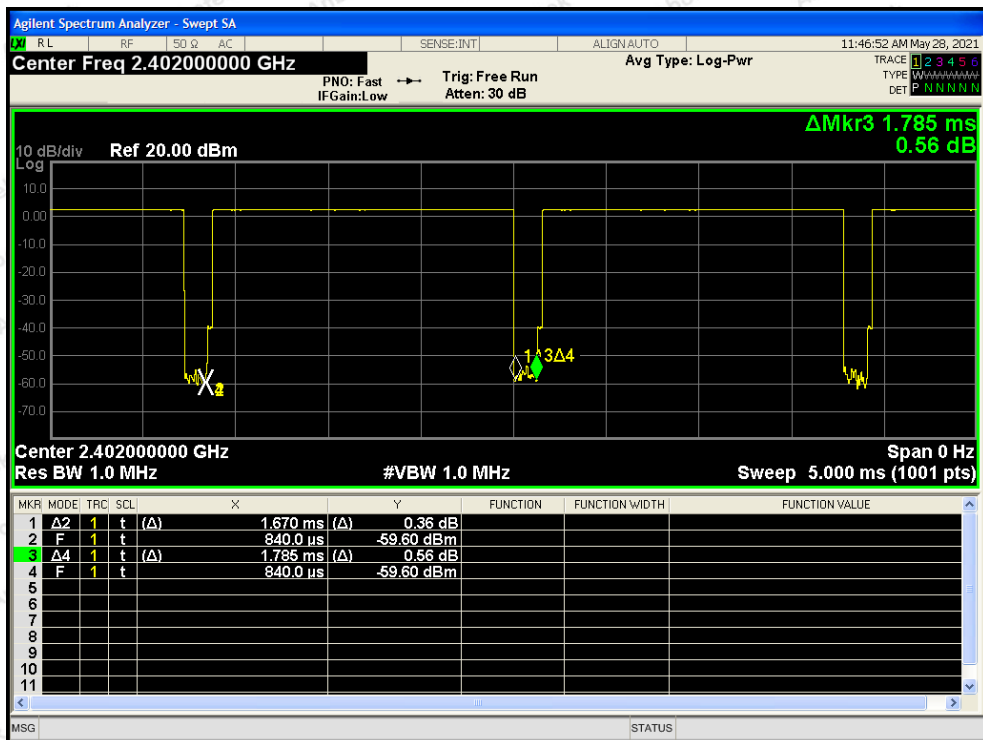 Agilent Spectrum Analyzer - Swept SA
LXI RL RF 50 Ω AC SENSE:INT ALIGN AUTO 11:46:52 AM May 28, 2021
Center Freq 2.402000000 GHz Avg Type: Log-Pwr TRACE 1 2 3 4 5 6
PNO: Fast Trig: Free Run TYPE WWWWWW
IFGain:Low Atten: 30 dB DET P N N N N N
ΔMkr3 1.785 ms
10 dB/div Ref 20.00 dBm 0.56 dB
Log
10.0
0.00
-10.0
-20.0
-30.0
-40.0
-50.0
1 3Δ4
-60.0
-70.0
Center 2.402000000 GHz Span 0 Hz
Res BW 1.0 MHz #VBW 1.0 MHz Sweep 5.000 ms (1001 pts)
MKR MODE TRC SCL X Y FUNCTION FUNCTION WIDTH FUNCTION VALUE
1 Δ2 1 t (Δ) 1.670 ms (Δ) 0.36 dB
2 F 1 t 840.0 µs -59.60 dBm
3 Δ4 1 t (Δ) 1.785 ms (Δ) 0.56 dB
4 F 1 t 840.0 µs -59.60 dBm
5
6
7
8
9
10
11
MSG STATUS